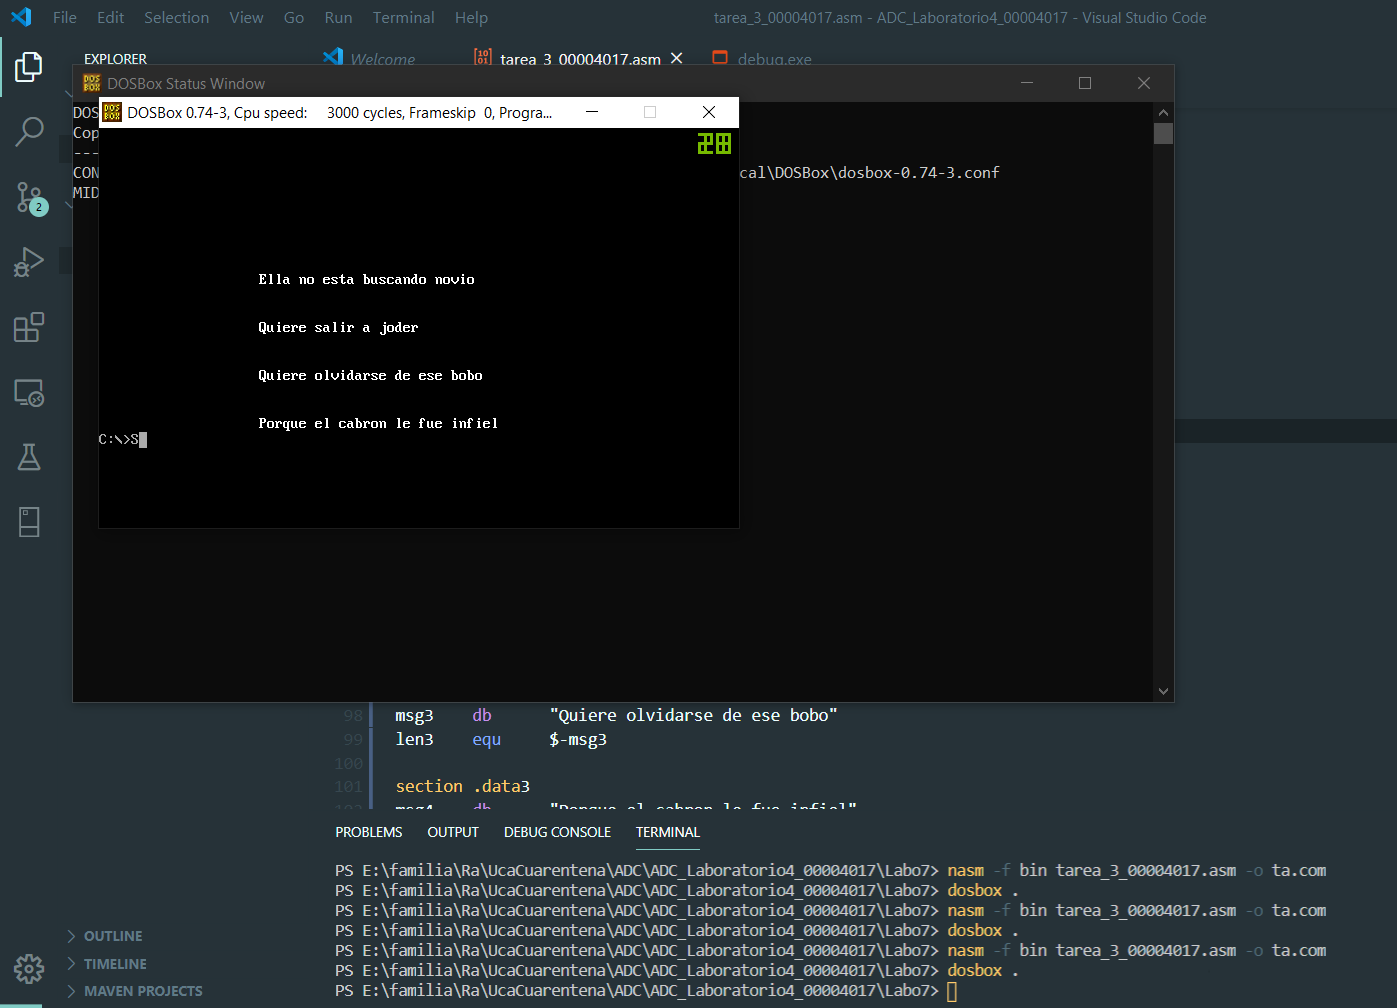 File Edit Selection View Go Run Terminal Help tarea_3_00004017.asm - ADC_Laboratorio4_00004017 - Visual Studio Code
EXPLORER Welcome tarea_3_00004017.asm debug.exe
DOSBox Status Window
DOSBox 0.74-3, Cpu speed: 3000 cycles, Frameskip 0, Progra...
DOS
Cop
28
---
CON cal\DOSBox\dosbox-0.74-3.conf
MID
2
Ella no esta buscando novio
Quiere salir a joder
Quiere olvidarse de ese bobo
Porque el cabron le fue infiel
C:\>S
98 msg3 db "Quiere olvidarse de ese bobo"
99 len3 equ $-msg3
100
101 section .data3
102 msg4 db "Porque el cabron le fue infiel"
PROBLEMS OUTPUT DEBUG CONSOLE TERMINAL
PS E:\familia\Ra\UcaCuarentena\ADC\ADC_Laboratorio4_00004017\Labo7> nasm -f bin tarea_3_00004017.asm -o ta.com
PS E:\familia\Ra\UcaCuarentena\ADC\ADC_Laboratorio4_00004017\Labo7> dosbox .
PS E:\familia\Ra\UcaCuarentena\ADC\ADC_Laboratorio4_00004017\Labo7> nasm -f bin tarea_3_00004017.asm -o ta.com
PS E:\familia\Ra\UcaCuarentena\ADC\ADC_Laboratorio4_00004017\Labo7> dosbox .
PS E:\familia\Ra\UcaCuarentena\ADC\ADC_Laboratorio4_00004017\Labo7> nasm -f bin tarea_3_00004017.asm -o ta.com
PS E:\familia\Ra\UcaCuarentena\ADC\ADC_Laboratorio4_00004017\Labo7> dosbox .
PS E:\familia\Ra\UcaCuarentena\ADC\ADC_Laboratorio4_00004017\Labo7>
OUTLINE
TIMELINE
MAVEN PROJECTS